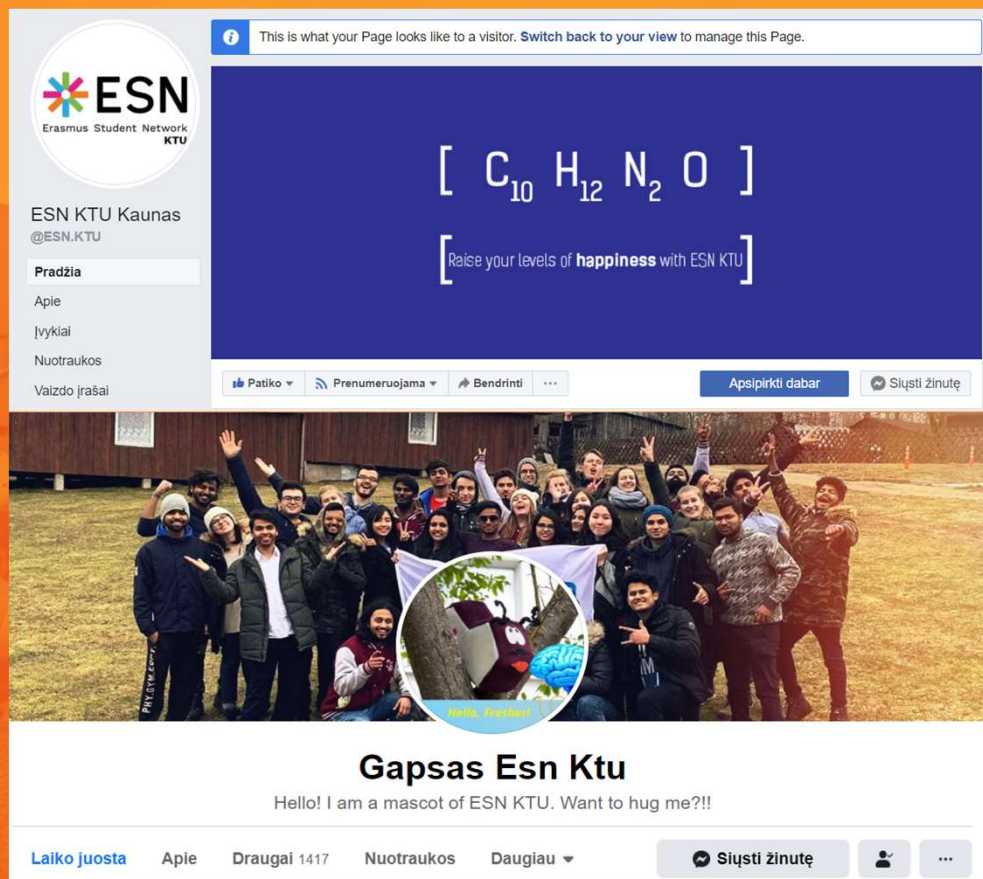 This is what your Page looks like to a visitor. Switch back to your view to manage this Page.
ESN
Erasmus Student Network
KTU
ESN KTU Kaunas
@ESN.KTU
Pradžia
Apie
Įvykiai
Nuotraukos
Vaizdo įrašai
[ C₁₀ H₁₂ N₂ O ]
[Raise your levels of happiness with ESN KTU]
Patiko
Prenumeruojama
Bendrinti
...
Apsipirkti dabar
Siųsti žinutę
PHY.GYM.EGGY.
Hello, Fresher!
Gapsas Esn Ktu
Hello! I am a mascot of ESN KTU. Want to hug me?!!
Laiko juosta
Apie
Draugai 1417
Nuotraukos
Daugiau
Siųsti žinutę
...